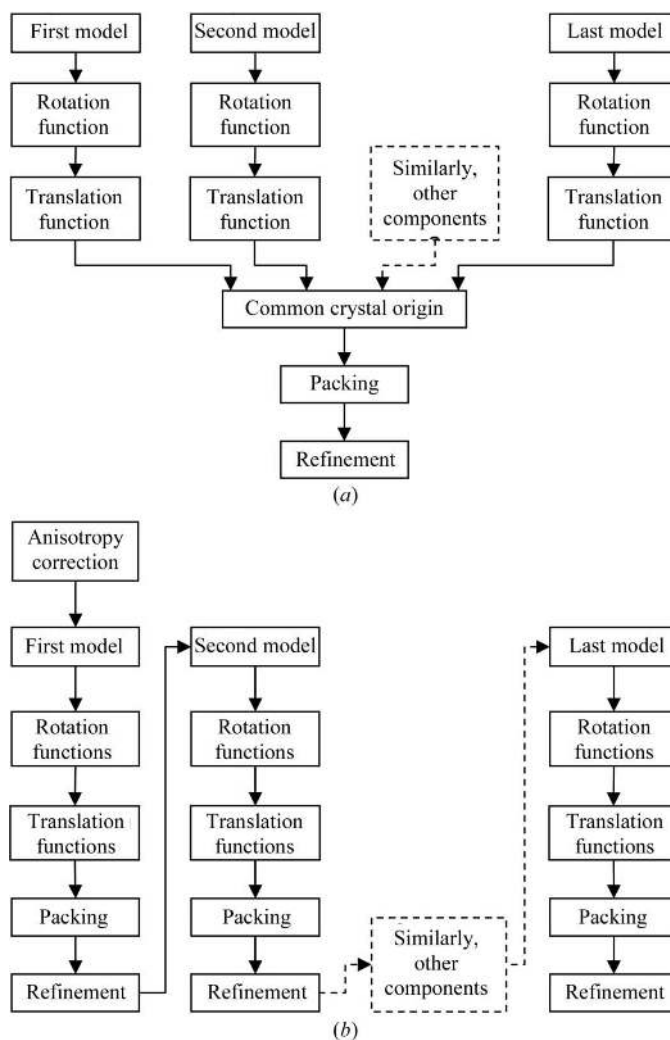 First model
Second model
Last model
Rotation
function
Rotation
function
Rotation
function
Translation
function
Translation
function
Similarly,
other
components
Translation
function
Common crystal origin
Packing
Refinement
(a)
Anisotropy
correction
First model
Second model
Last model
Rotation
functions
Rotation
functions
Rotation
functions
Translation
functions
Translation
functions
Translation
functions
Packing
Packing
Similarly,
other
components
Packing
Refinement
Refinement
Refinement
(b)